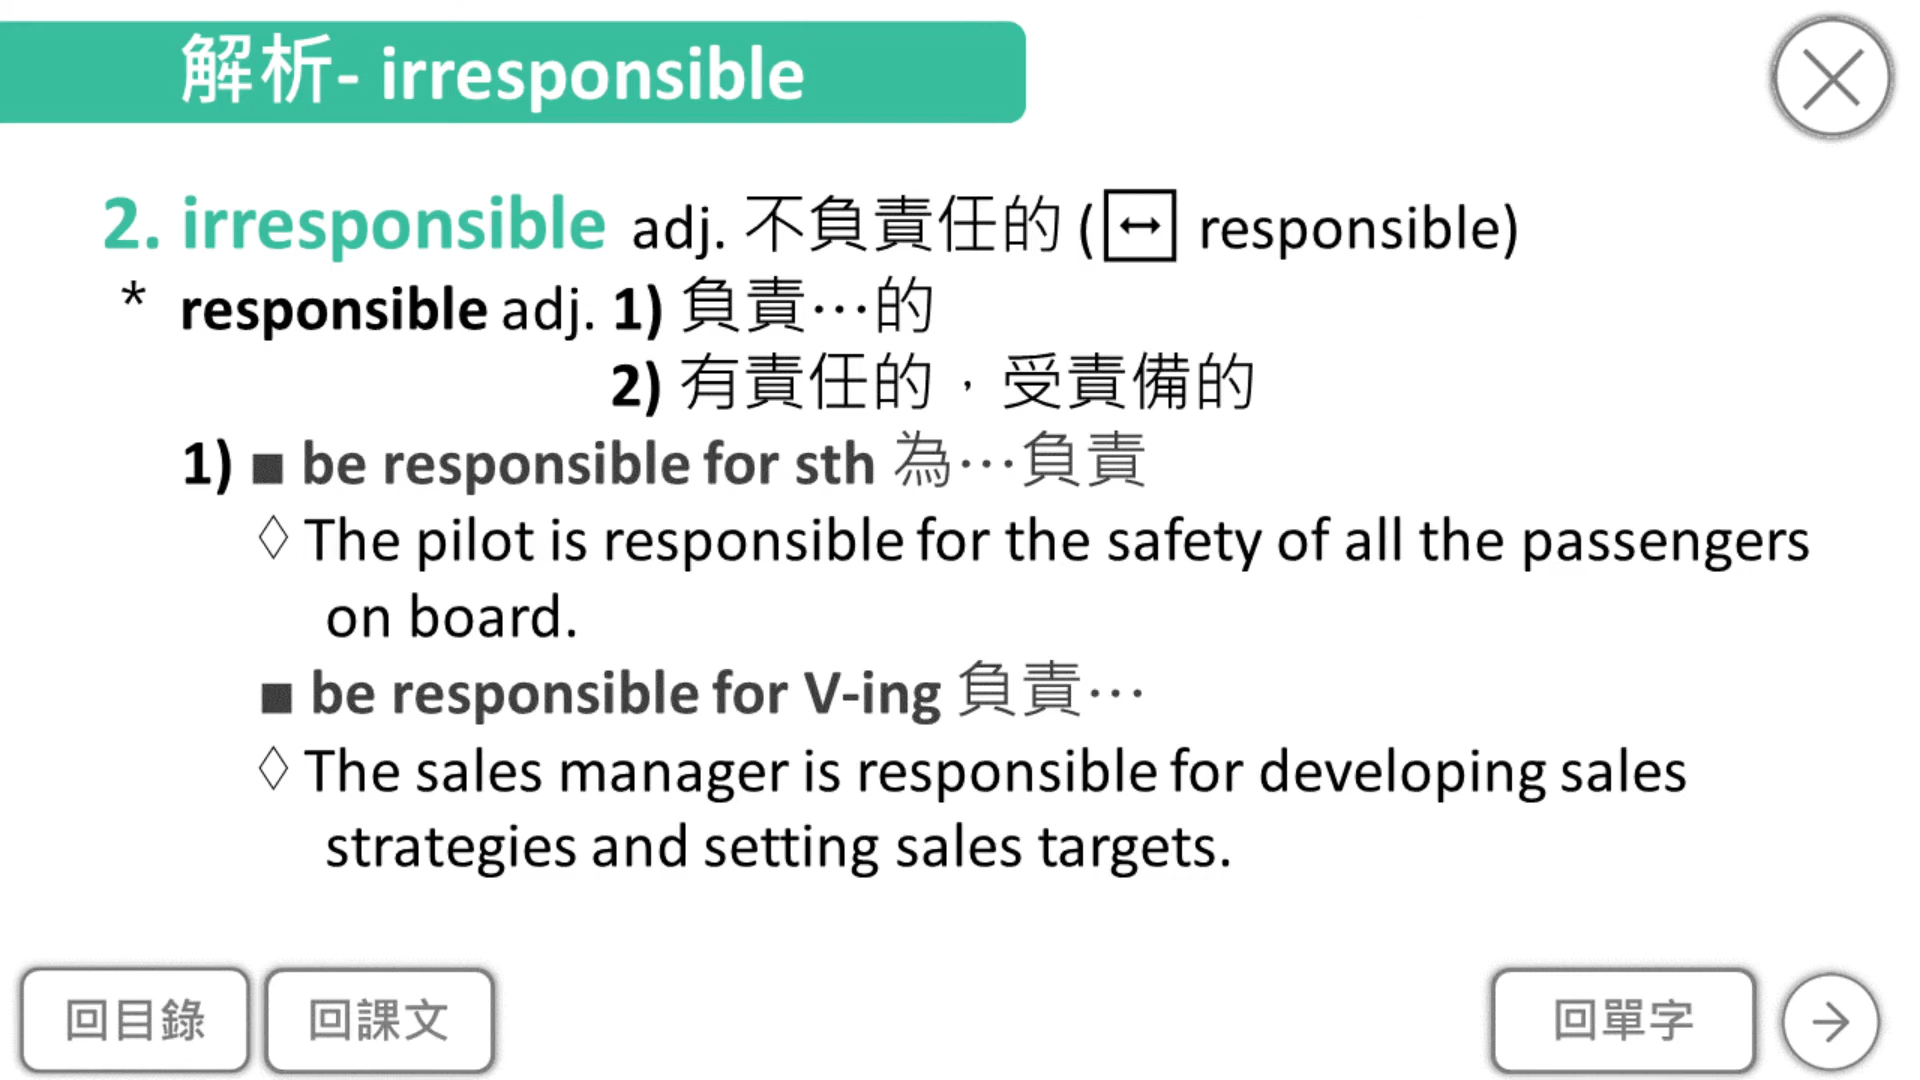 解析- irresponsible
2. irresponsible adj. 不負責任的 (↔ responsible)
* responsible adj. 1) 負責…的
2) 有責任的，受責備的
1) ■ be responsible for sth 為…負責
◊ The pilot is responsible for the safety of all the passengers
on board.
■ be responsible for V-ing 負責…
◊ The sales manager is responsible for developing sales
strategies and setting sales targets.
回目錄 回課文 回單字